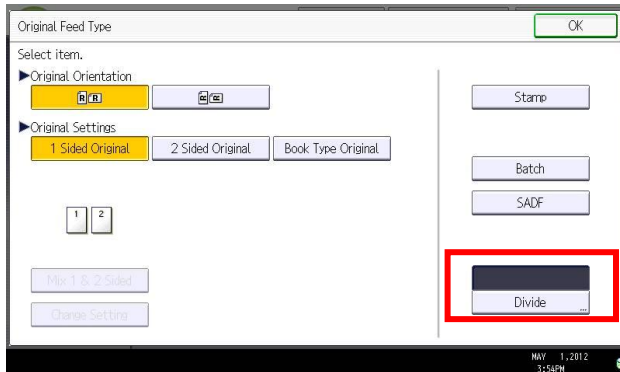 Original Feed Type
OK
Select item.
►Original Orientation
R R
R R
Stamp
►Original Settings
1 Sided Original
2 Sided Original
Book Type Original
Batch
SADF
1 2
Mix 1 & 2 Sided
Change Setting
Divide
...
MAY 1,2012
3:54PM